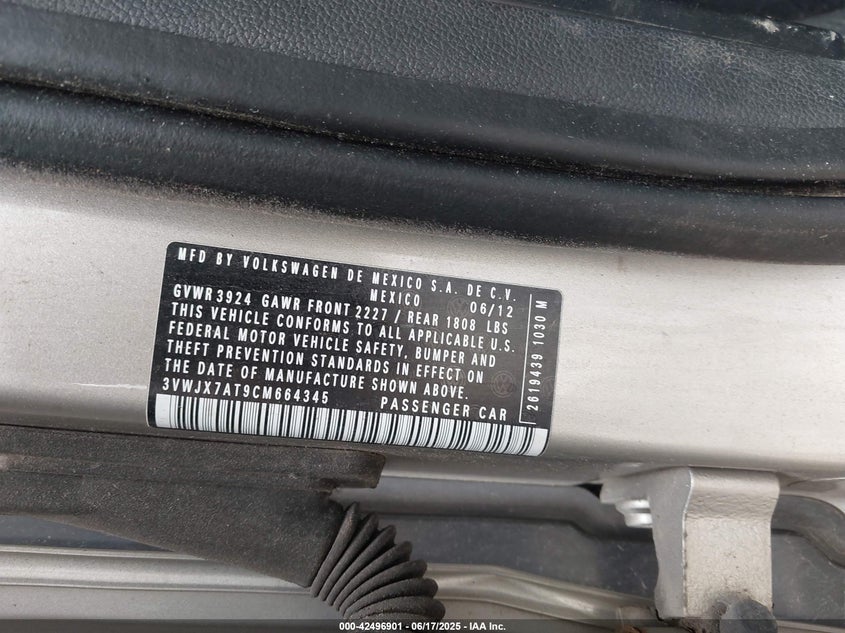 MFD BY VOLKSWAGEN DE MEXICO S.A. DE C.V.
MEXICO 06/12
GVWR 3924 GAWR FRONT 2227 / REAR 1808 LBS
THIS VEHICLE CONFORMS TO ALL APPLICABLE U.S.
FEDERAL MOTOR VEHICLE SAFETY, BUMPER AND
THEFT PREVENTION STANDARDS IN EFFECT ON
THE DATE OF MANUFACTURE SHOWN ABOVE.
3VWJX7AT9CM664345 PASSENGER CAR
2619439 1030 M
000-42496901 - 06/17/2025 - IAA Inc.